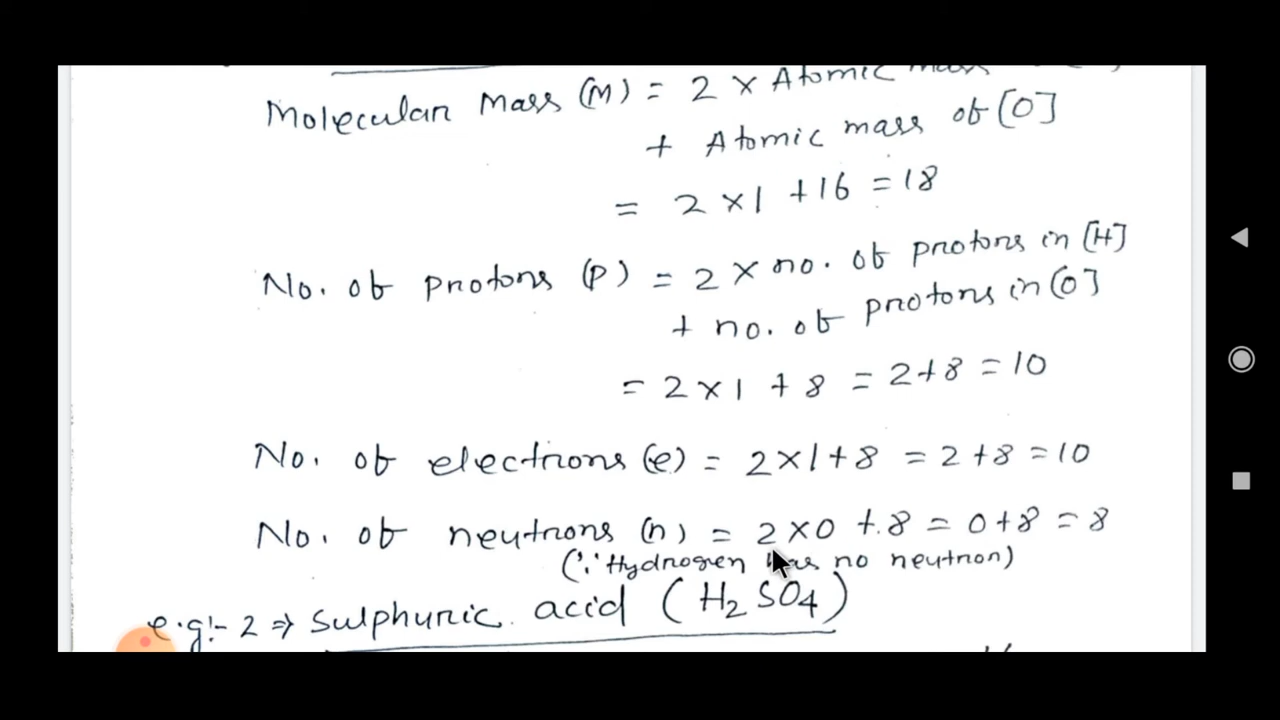 Molecular Mass (M) = 2 × Atomic mass
+ Atomic mass of [O]
= 2 × 1 + 16 = 18
No. of protons (p) = 2 × no. of protons in [H]
+ no. of protons in [O]
= 2 × 1 + 8 = 2 + 8 = 10
No. of electrons (e) = 2 × 1 + 8 = 2 + 8 = 10
No. of neutrons (n) = 2 × 0 + 8 = 0 + 8 = 8
(∵ Hydrogen has no neutron)
e.g:- 2 ⇒ Sulphuric acid (H₂SO₄)